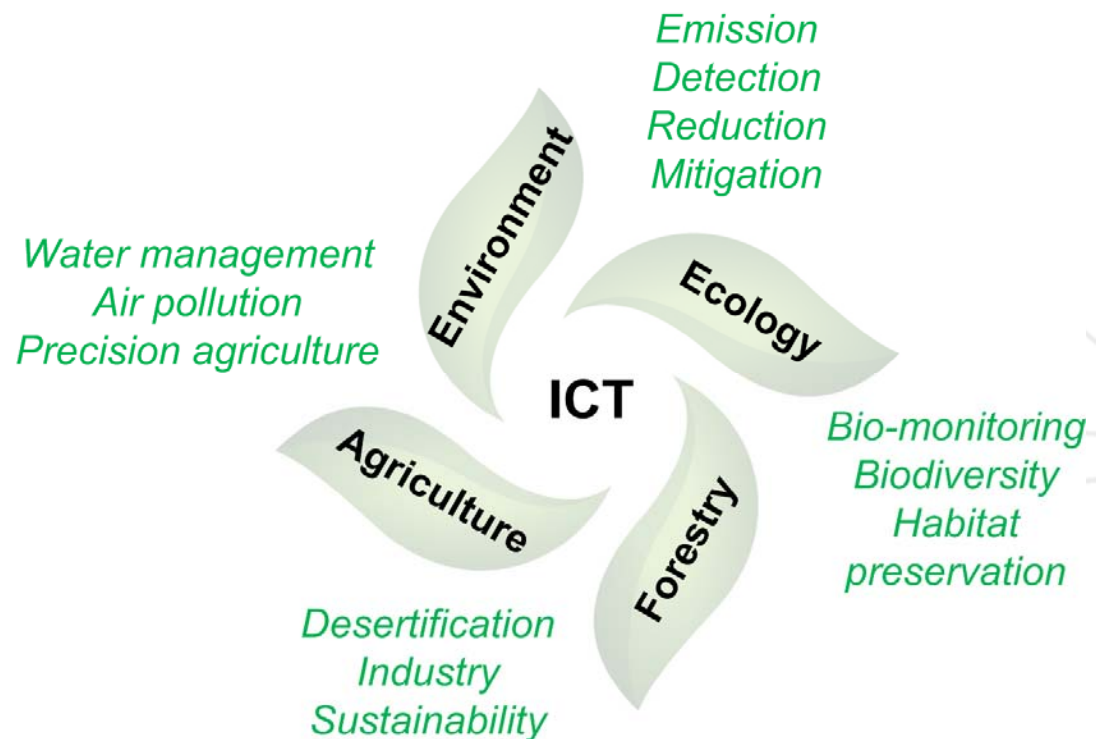 Emission
Detection
Reduction
Mitigation
Environment
Water management
Air pollution
Precision agriculture
Ecology
ICT
Bio-monitoring
Biodiversity
Habitat
preservation
Agriculture
Forestry
Desertification
Industry
Sustainability